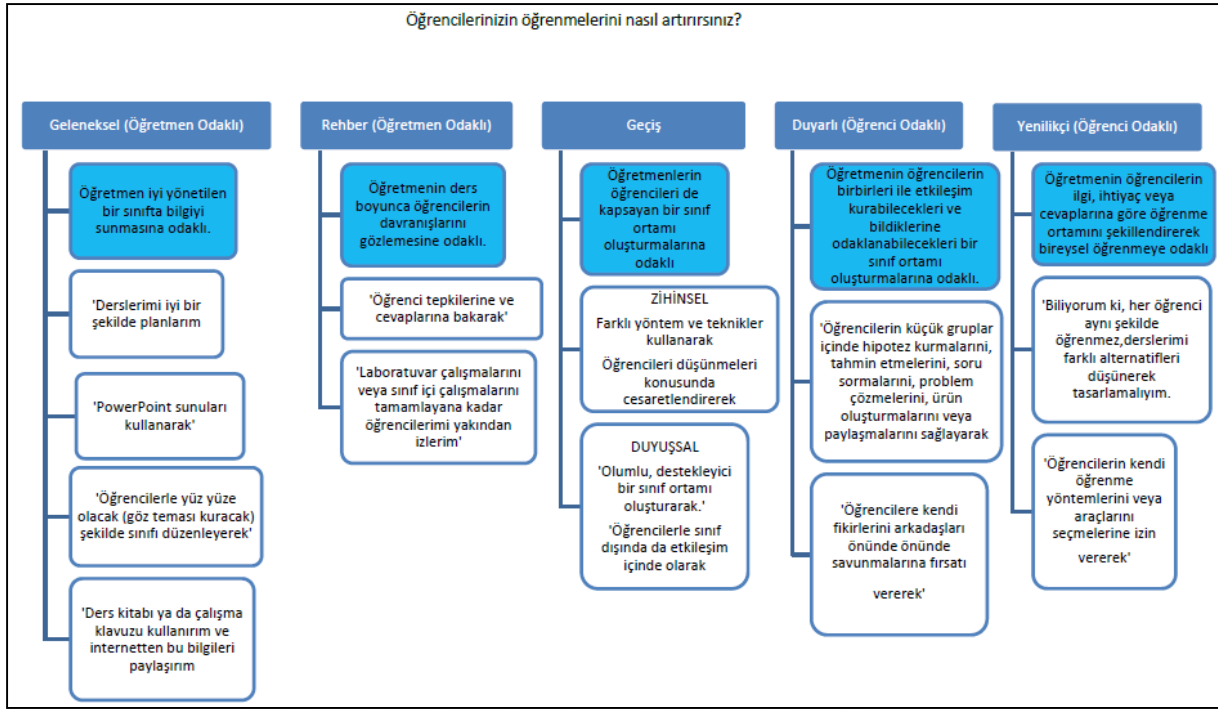 Öğrencilerinizin öğrenmelerini nasıl artırırsınız?
Geleneksel (Öğretmen Odaklı)
Öğretmen iyi yönetilen
bir sınıfta bilgiyi
sunmasına odaklı.
'Derslerimi iyi bir
şekilde planlarım
'PowerPoint sunuları
kullanarak'
'Öğrencilerle yüz yüze
olacak (göz teması kuracak)
şekilde sınıfı düzenleyerek'
'Ders kitabı ya da çalışma
klavuzu kullanırım ve
internetten bu bilgileri
paylaşırım
Rehber (Öğretmen Odaklı)
Öğretmenin ders
boyunca öğrencilerin
davranışlarını
gözlemesine odaklı.
'Öğrenci tepkilerine ve
cevaplarına bakarak'
'Laboratuvar çalışmalarını
veya sınıf içi çalışmalarını
tamamlayana kadar
öğrencilerimi yakından
izlerim'
Geçiş
Öğretmenlerin
öğrencileri de
kapsayan bir sınıf
ortamı
oluşturmalarına
odaklı
ZİHİNSEL
Farklı yöntem ve teknikler
kullanarak
Öğrencileri düşünmeleri
konusunda
cesaretlendirerek
DUYUŞSAL
'Olumlu, destekleyici
bir sınıf ortamı
oluşturarak.'
'Öğrencilerle sınıf
dışında da etkileşim
içinde olarak
Duyarlı (Öğrenci Odaklı)
Öğretmenin öğrencilerin
birbirleri ile etkileşim
kurabilecekleri ve
bildiklerine
odaklanabilecekleri bir
sınıf ortamı
oluşturmalarına odaklı.
'Öğrencilerin küçük gruplar
içinde hipotez kurmalarıni,
tahmin etmelerini, soru
sormalarını, problem
çözmelerini, ürün
oluşturmalarını veya
paylaşmalarını sağlayarak
'Öğrencilere kendi
fikirlerini arkadaşları
önünde önünde
savunmalarına fırsatı
vererek'
Yenilikçi (Öğrenci Odaklı)
Öğretmenin öğrencilerin
ilgi, ihtiyaç veya
cevaplarına göre öğrenme
ortamını şekillendirerek
bireysel öğrenmeye odaklı
'Biliyorum ki, her öğrenci
aynı şekilde
öğrenmez,derslerimi
farklı alternatifleri
düşünerek
tasarlamalıyım.
'Öğrencilerin kendi
öğrenme
yöntemlerini veya
araçlarını
seçmelerine izin
vererek'